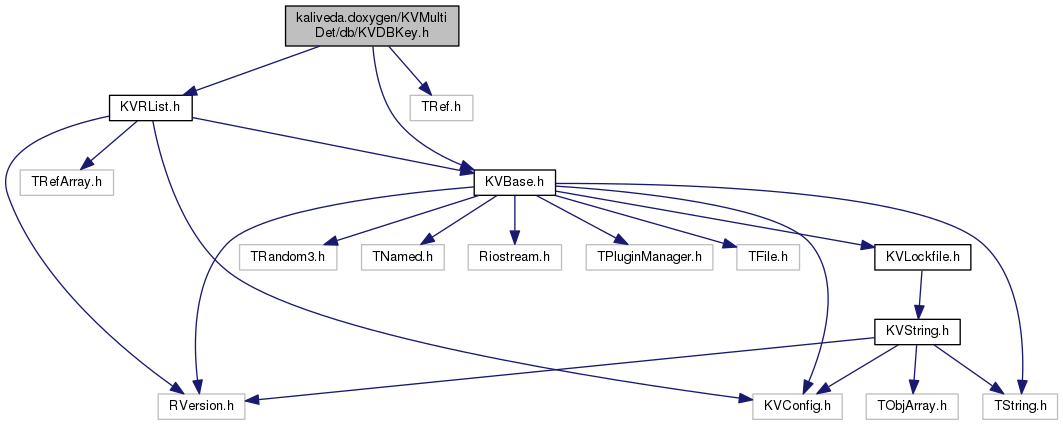 kaliveda.doxygen/KVMulti
Det/db/KVDBKey.h
KVRList.h
TRef.h
TRefArray.h
KVBase.h
TRandom3.h
TNamed.h
Riostream.h
TPluginManager.h
TFile.h
KVLockfile.h
KVString.h
RVersion.h
KVConfig.h
TObjArray.h
TString.h